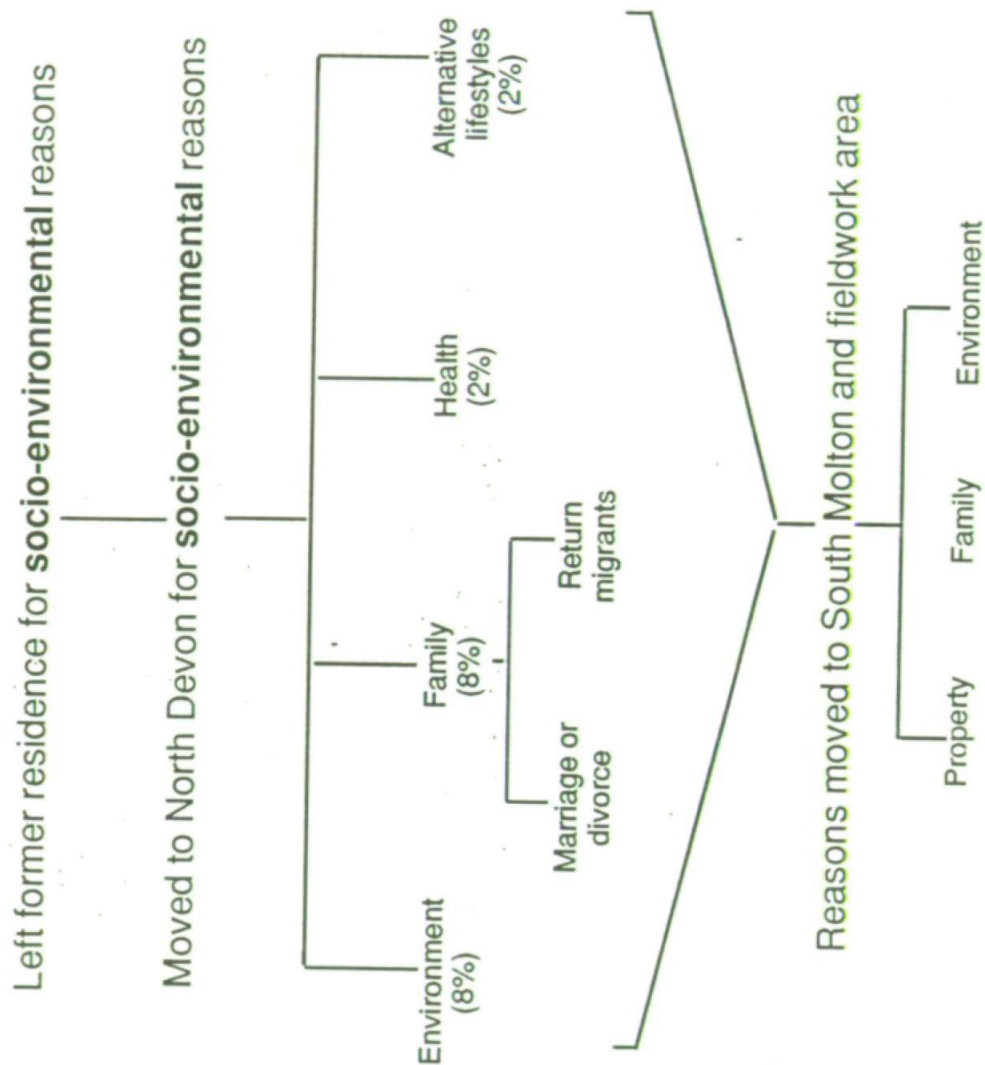 Left former residence for socio-environmental reasons
Moved to North Devon for socio-environmental reasons
Environment
(8%)
Family
(8%)
Health
(2%)
Alternative
lifestyles
(2%)
Marriage or
divorce
Return
migrants
Reasons moved to South Molton and fieldwork area
Property
Family
Environment